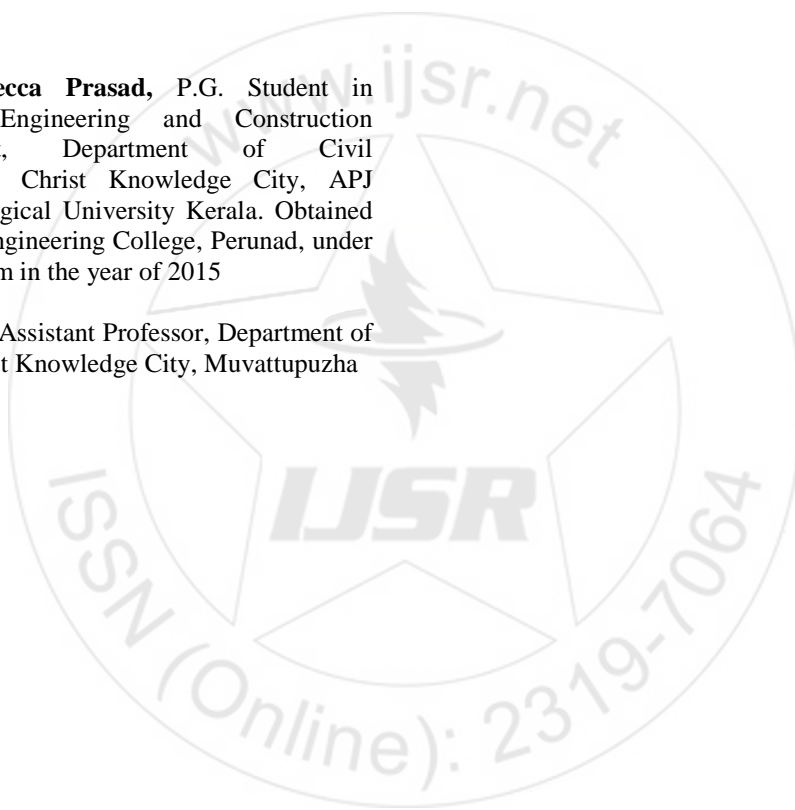 ecca Prasad, P.G. Student in
Engineering and Construction
Department of Civil
Christ Knowledge City, APJ
gical University Kerala. Obtained
ngineering College, Perunad, under
m in the year of 2015
Assistant Professor, Department of
t Knowledge City, Muvattupuzha
www.ijsr.net
IJSR
ISSN (Online): 2319-7064